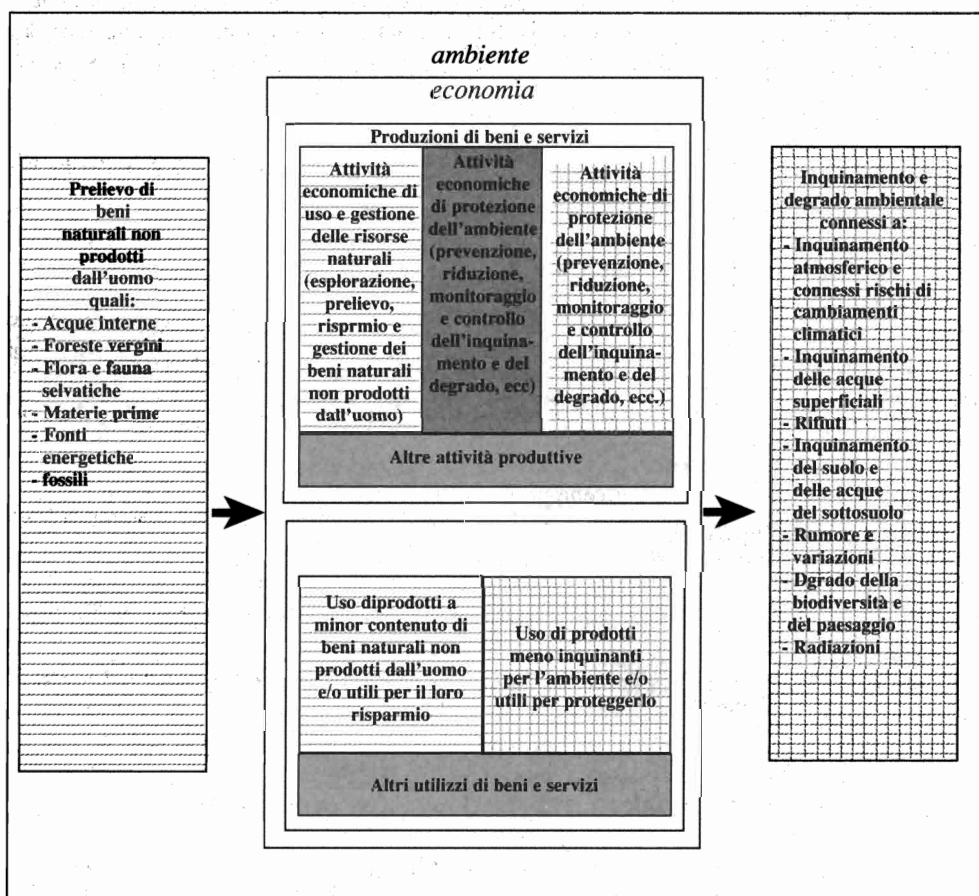 ambiente
economia
Prelievo di
beni
naturali non
prodotti
dall'uomo
quali:
- Acque interne
- Foreste vergini
- Flora e fauna
selvatiche
- Materie prime
- Fonti
energetiche
- fossili
Produzioni di beni e servizi
Attività
economiche di
uso e gestione
delle risorse
naturali
(esplorazione,
prelievo,
risprmio e
gestione dei
beni naturali
non prodotti
dall'uomo)
Attività
economiche
di protezione
dell'ambiente
(prevenzione,
riduzione,
monitoraggio
e controllo
dell'inquina-
mento e del
degrado, ecc)
Attività
economiche di
protezione
dell'ambiente
(prevenzione,
riduzione,
monitoraggio
e controllo
dell'inquina-
mento e del
degrado, ecc.)
Altre attività produttive
Uso diprodotti a
minor contenuto di
beni naturali non
prodotti dall'uomo
e/o utili per il loro
risparmio
Uso di prodotti
meno inquinanti
per l'ambiente e/o
utili per proteggerlo
Altri utilizzi di beni e servizi
Inquinamento e
degrado ambientale
connessi a:
- Inquinamento
atmosferico e
connessi rischi di
cambiamenti
climatici
- Inquinamento
delle acque
superficiali
- Rifiuti
- Inquinamento
del suolo e
delle acque
del sottosuolo
- Rumore e
variazioni
- Dgrado della
biodiversità e
del paesaggio
- Radiazioni